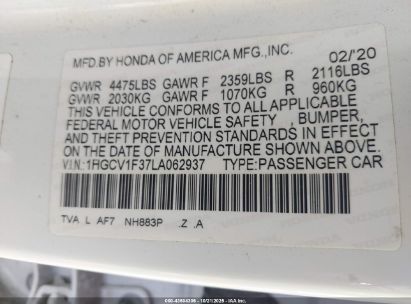 MFD.BY HONDA OF AMERICA MFG.,INC. 02/'20
GVWR 4475LBS GAWR F 2359LBS R 2116LBS
GVWR 2030KG GAWR F 1070KG R 960KG
THIS VEHICLE CONFORMS TO ALL APPLICABLE
FEDERAL MOTOR VEHICLE SAFETY , BUMPER,
AND THEFT PREVENTION STANDARDS IN EFFECT
ON THE DATE OF MANUFACTURE SHOWN ABOVE.
V.I.N:1HGCV1F37LA062937 TYPE:PASSENGER CAR
TVA L AF7 NH883P .Z .A